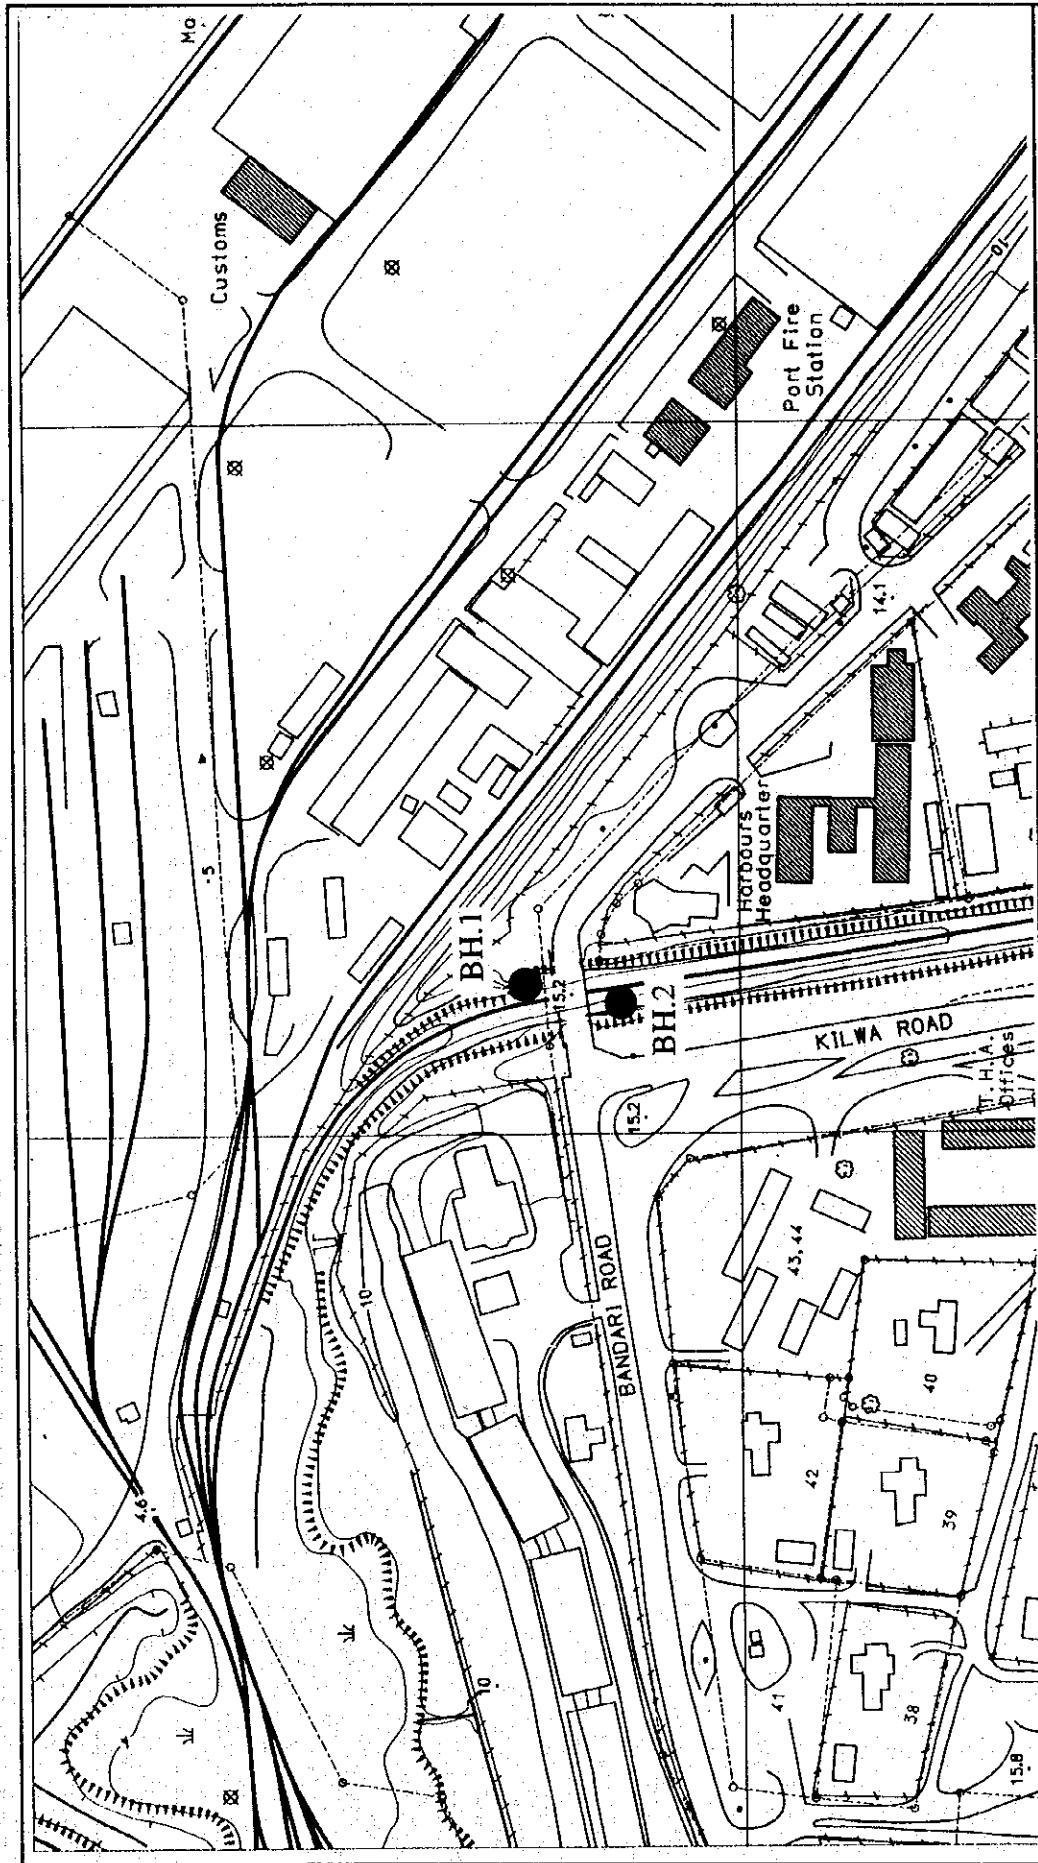 Mo
Customs
Port Fire
Station
10
14.1
5
BH.1
Harbours
Headquarter
15.2
BH.2
KILWA ROAD
T.H.A.
Offices
15.2
43,44
BANDARI ROAD
10
40
42
39
4.6
41
38
10
15.8